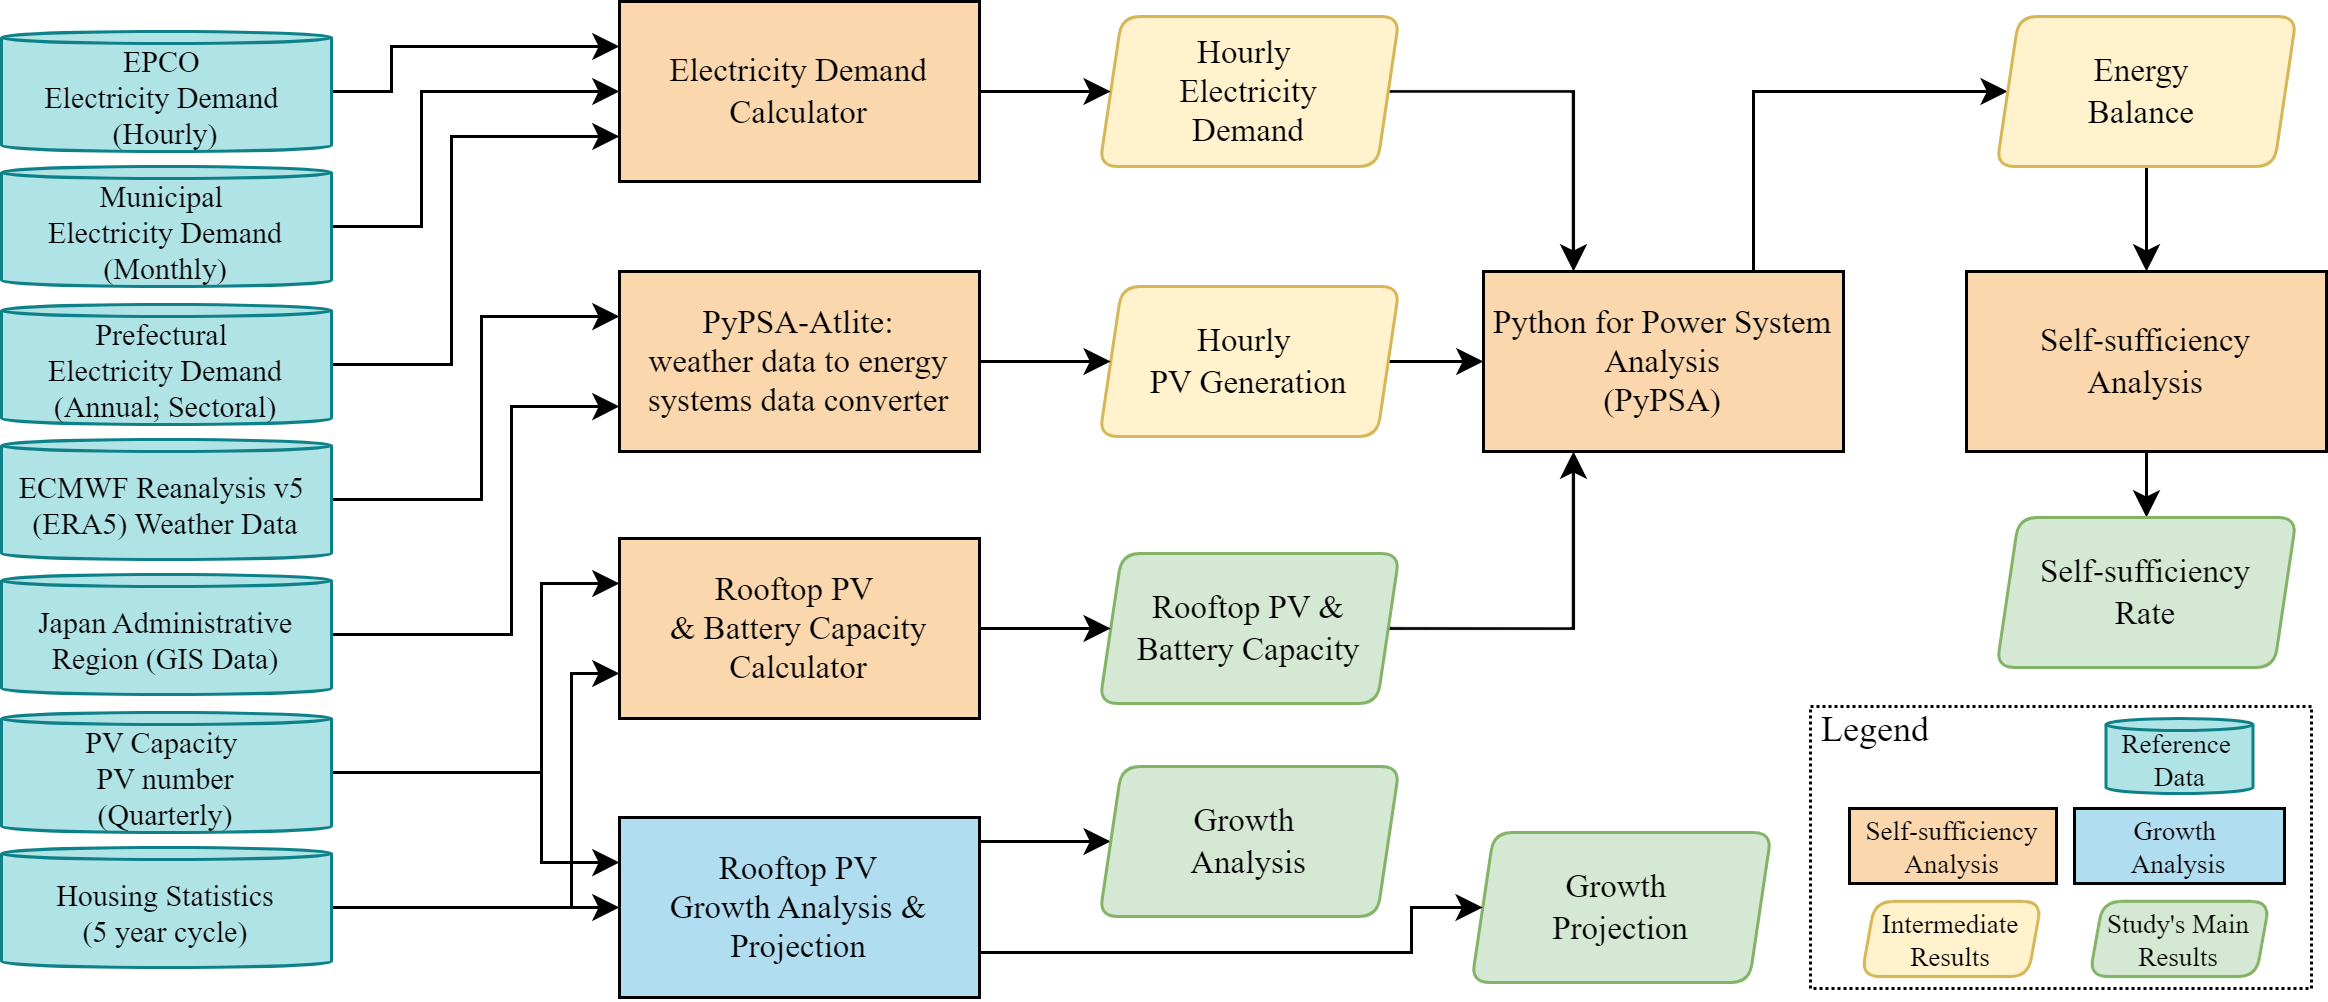 EPCO
Electricity Demand
(Hourly)
Municipal
Electricity Demand
(Monthly)
Prefectural
Electricity Demand
(Annual; Sectoral)
ECMWF Reanalysis v5
(ERA5) Weather Data
Japan Administrative
Region (GIS Data)
PV Capacity
PV number
(Quarterly)
Housing Statistics
(5 year cycle)
Electricity Demand
Calculator
PyPSA-Atlite:
weather data to energy
systems data converter
Rooftop PV
& Battery Capacity
Calculator
Rooftop PV
Growth Analysis &
Projection
Hourly
Electricity
Demand
Hourly
PV Generation
Rooftop PV &
Battery Capacity
Growth
Analysis
Growth
Projection
Python for Power System
Analysis
(PyPSA)
Energy
Balance
Self-sufficiency
Analysis
Self-sufficiency
Rate
Legend
Reference
Data
Self-sufficiency
Analysis
Growth
Analysis
Intermediate
Results
Study's Main
Results